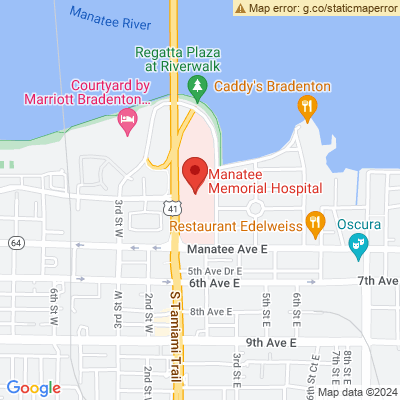 Map error: g.co/staticmaperror
Manatee River
Regatta Plaza
at Riverwalk
Courtyard by
Marriott Bradenton...
Caddy's Bradenton
Manatee
Memorial Hospital
3rd St W
41
Restaurant Edelweiss
Oscura
64
Manatee Ave E
5th Ave Dr E
6th Ave E
7th Ave E
S Tamiami Trail
3rd St W
2nd St W
8th Ave E
6th St E
9th Ave E
2nd St W
3rd St E
6th St E
7th St Ct E
8th St E
Google
Map data ©2024